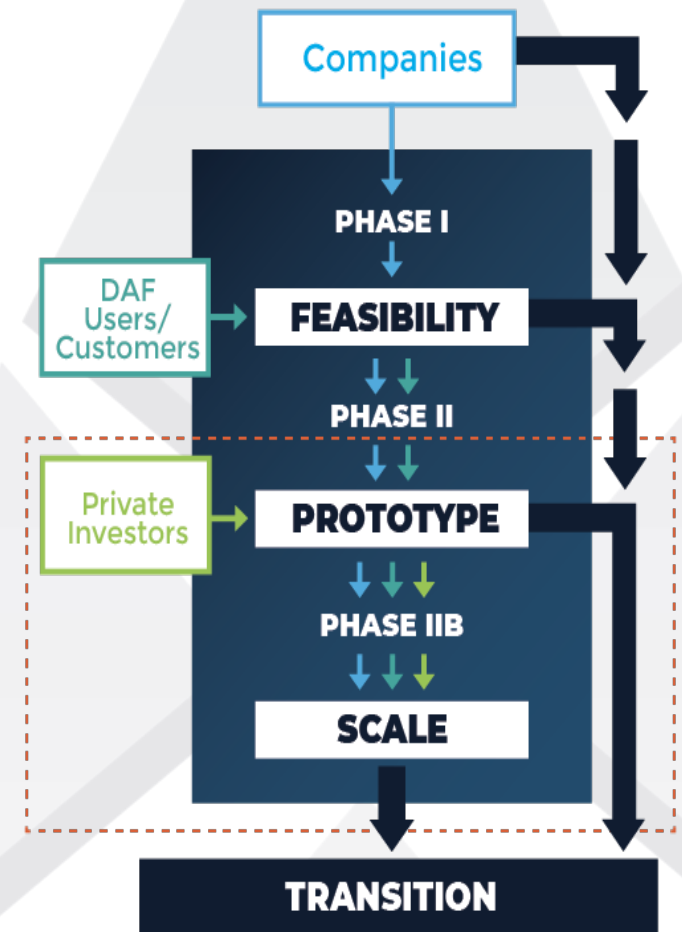 Companies
PHASE I
DAF
Users/
Customers
FEASIBILITY
PHASE II
Private
Investors
PROTOTYPE
PHASE IIB
SCALE
TRANSITION